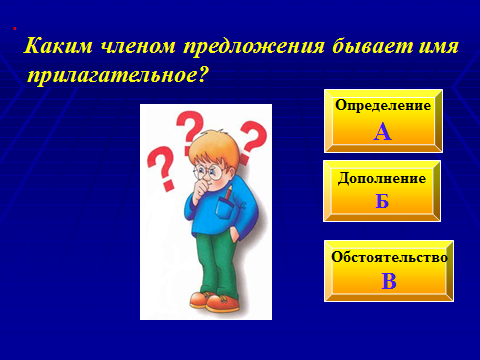 Каким членом предложения бывает имя
прилагательное?
Определение
А
Дополнение
Б
Обстоятельство
В
? ? ?